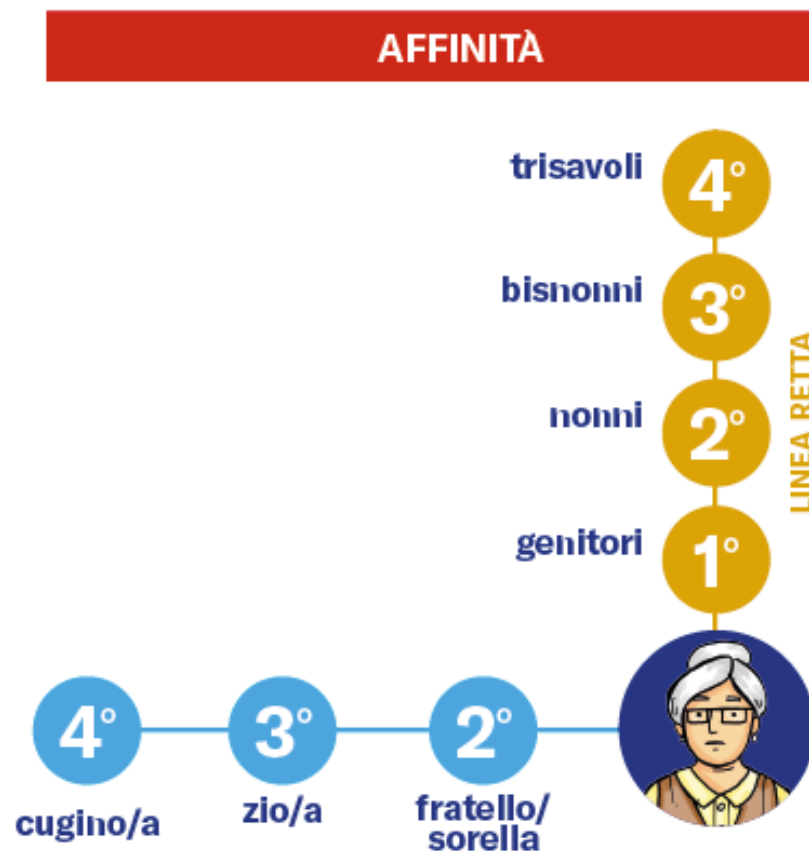 AFFINITÀ
trisavoli
4°
bisnonni
3°
nonni
2°
LINEA RETTA
genitori
1°
4°
3°
2°
cugino/a
zio/a
fratello/
sorella